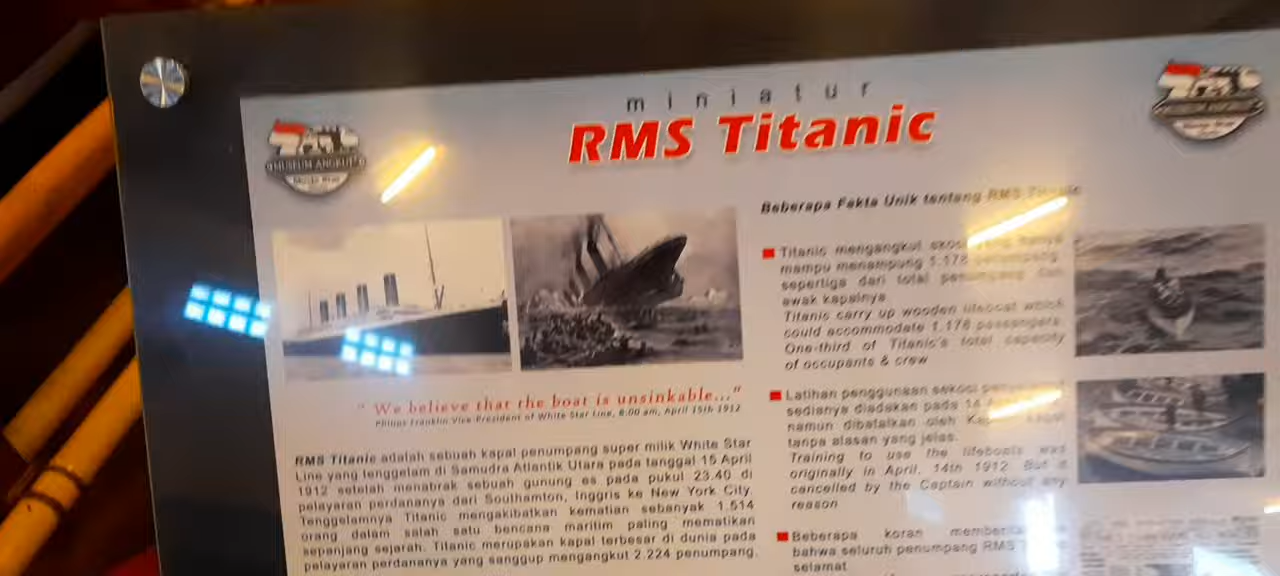 miniatur
RMS Titanic
MUSEUM ANGKUT
MUSEUM ANGKUT
" We believe that the boat is unsinkable..."
Philips Franklin Vice President of White Star Line, 8:00 am, April 15th 1912
RMS Titanic adalah sebuah kapal penumpang super milik White Star
Line yang tenggelam di Samudra Atlantik Utara pada tanggal 15 April
1912 setelah menabrak sebuah gunung es pada pukul 23.40 di
pelayaran perdananya dari Southamton, Inggris ke New York City.
Tenggelamnya Titanic mengakibatkan kematian sebanyak 1.514
orang dalam salah satu bencana maritim paling mematikan
sepanjang sejarah. Titanic merupakan kapal terbesar di dunia pada
pelayaran perdananya yang sanggup mengangkut 2.224 penumpang.
Beberapa Fakta Unik tentang RMS Titanic
Titanic mengangkut yang hanya
mampu menampung 1.178
sepertiga dari total dan
awak kapalnya
Titanic carry up wooden lifeboat which
could accommodate 1.178 passengers.
One-third of Titanic's total capacity
of occupants & crew
Latihan penggunaan sekoci
sedianya diadakan pada 14
namun dibatalkan oleh
tanpa alasan yang jelas.
Training to use the lifeboats was
originally in April, 14th 1912. But it
cancelled by the Captain without any
reason
Beberapa koran
bahwa seluruh penumpang RMS
selamat